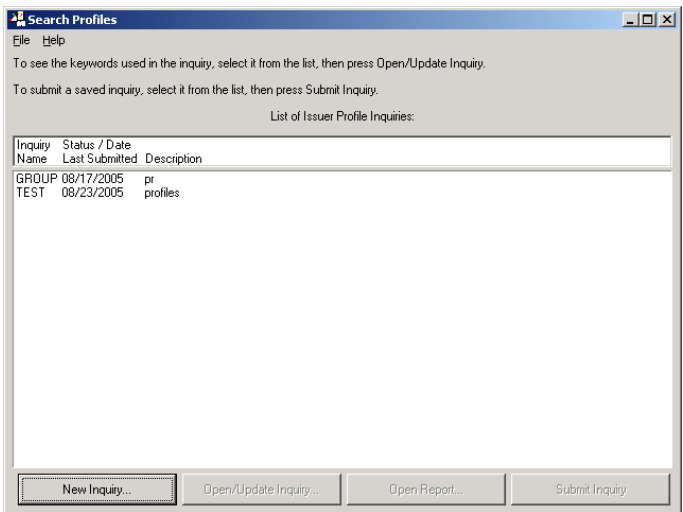 Search Profiles
File Help
To see the keywords used in the inquiry, select it from the list, then press Open/Update Inquiry.
To submit a saved inquiry, select it from the list, then press Submit Inquiry.
List of Issuer Profile Inquiries:
Inquiry Status / Date
Name Last Submitted Description
GROUP 08/17/2005 pr
TEST 08/23/2005 profiles
New Inquiry... Open/Update Inquiry... Open Report... Submit Inquiry